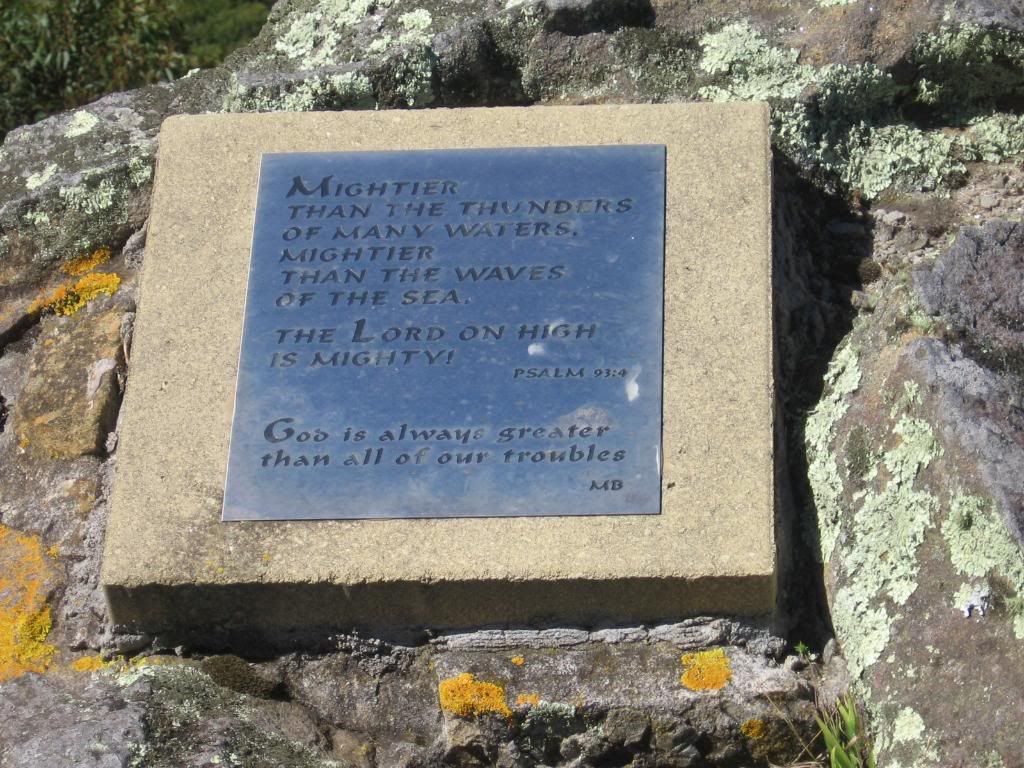 MIGHTIER
THAN THE THUNDERS
OF MANY WATERS,
MIGHTIER
THAN THE WAVES
OF THE SEA.
THE LORD ON HIGH
IS MIGHTY!
PSALM 93:4
God is always greater
than all of our troubles
MB